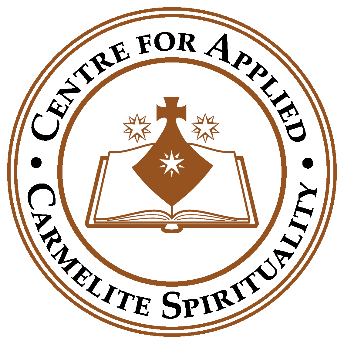 CENTRE FOR APPLIED
CARMELITE SPIRITUALITY